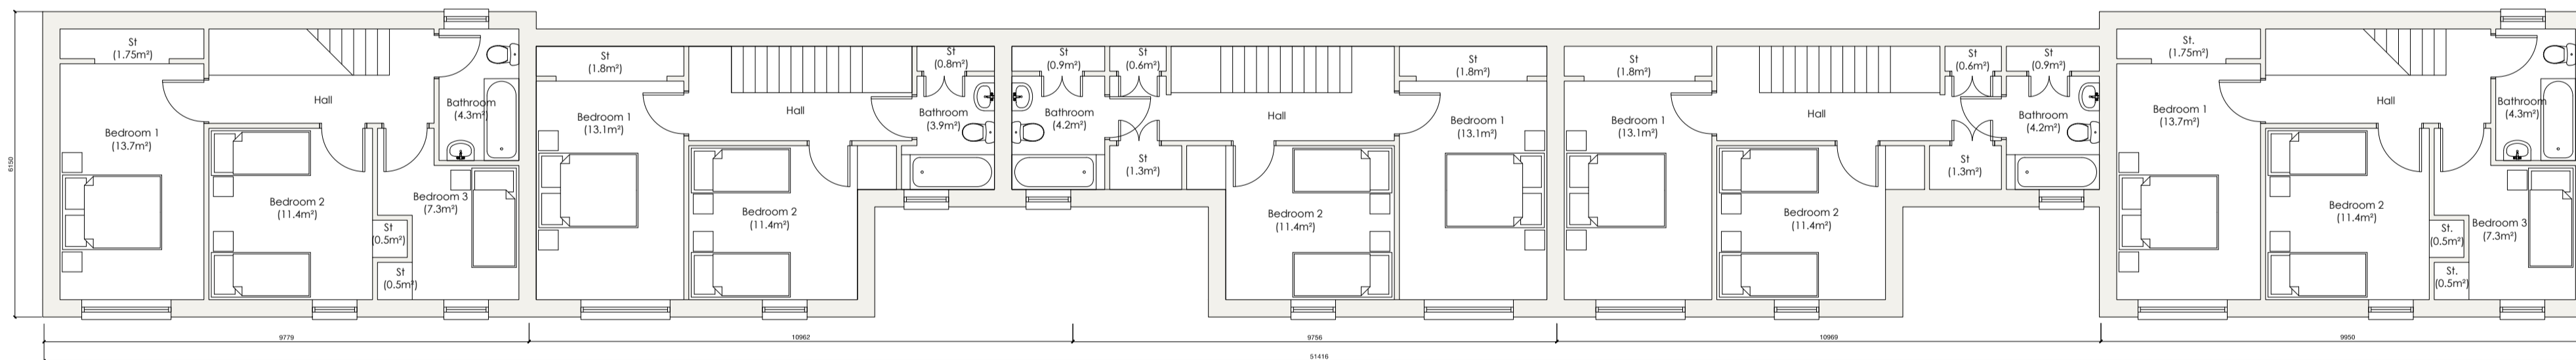 St
(1.75m²)
Hall
Bedroom 1
(13.7m²)
Bathroom
(4.3m²)
Bedroom 2
(11.4m²)
Bedroom 3
(7.3m²)
St
(0.5m²)
St
(0.5m²)
St
(1.8m²)
Bedroom 1
(13.1m²)
Hall
St
(0.8m²)
Bathroom
(3.9m²)
Bedroom 2
(11.4m²)
St
(0.9m²)
St
(0.6m²)
Bathroom
(4.2m²)
St
(1.3m²)
Hall
St
(1.8m²)
Bedroom 1
(13.1m²)
Bedroom 2
(11.4m²)
St
(1.8m²)
Bedroom 1
(13.1m²)
Hall
St
(0.6m²)
St
(0.9m²)
Bathroom
(4.2m²)
St
(1.3m²)
Bedroom 2
(11.4m²)
St.
(1.75m²)
Bedroom 1
(13.7m²)
Hall
Bathroom
(4.3m²)
Bedroom 2
(11.4m²)
Bedroom 3
(7.3m²)
St.
(0.5m²)
St.
(0.5m²)
6150
9779
10962
9756
10969
9950
51416